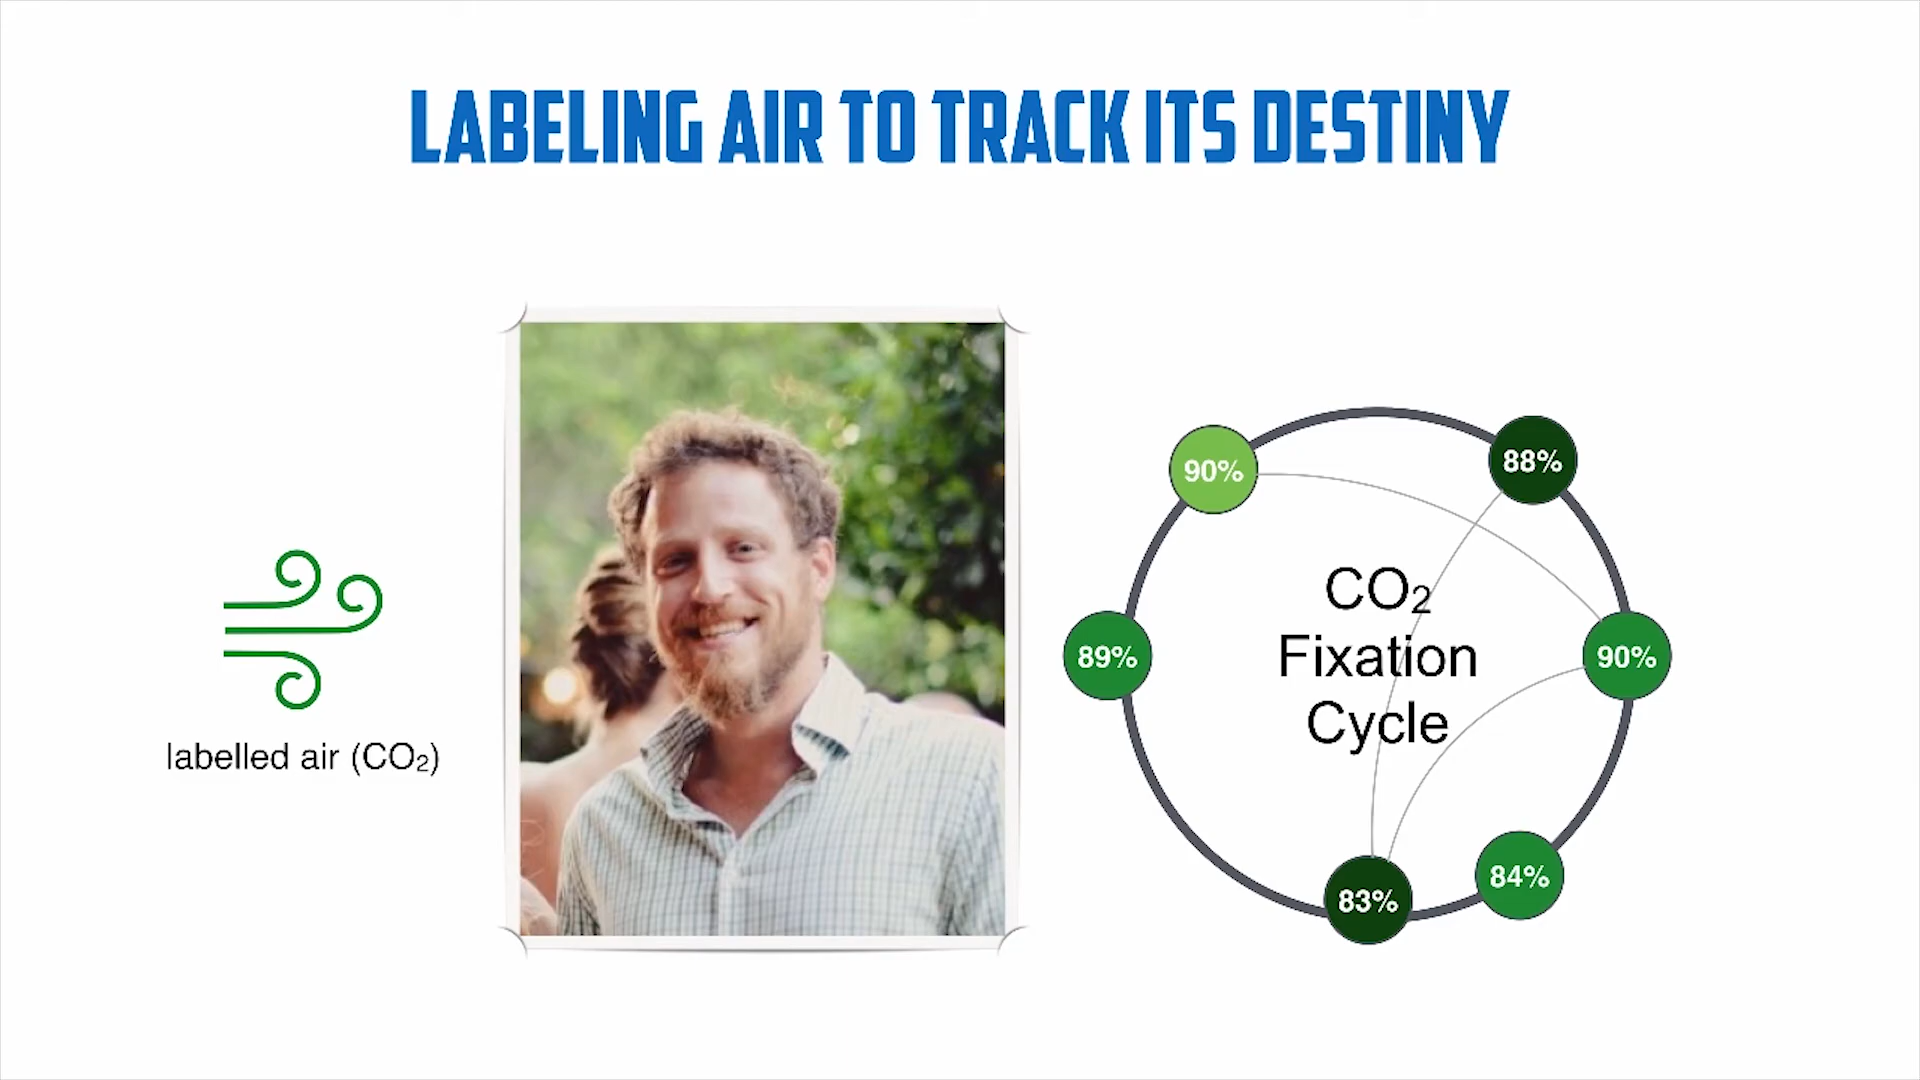 LABELING AIR TO TRACK ITS DESTINY
labelled air (CO₂)
90%
88%
CO₂
Fixation
Cycle
89%
90%
84%
83%